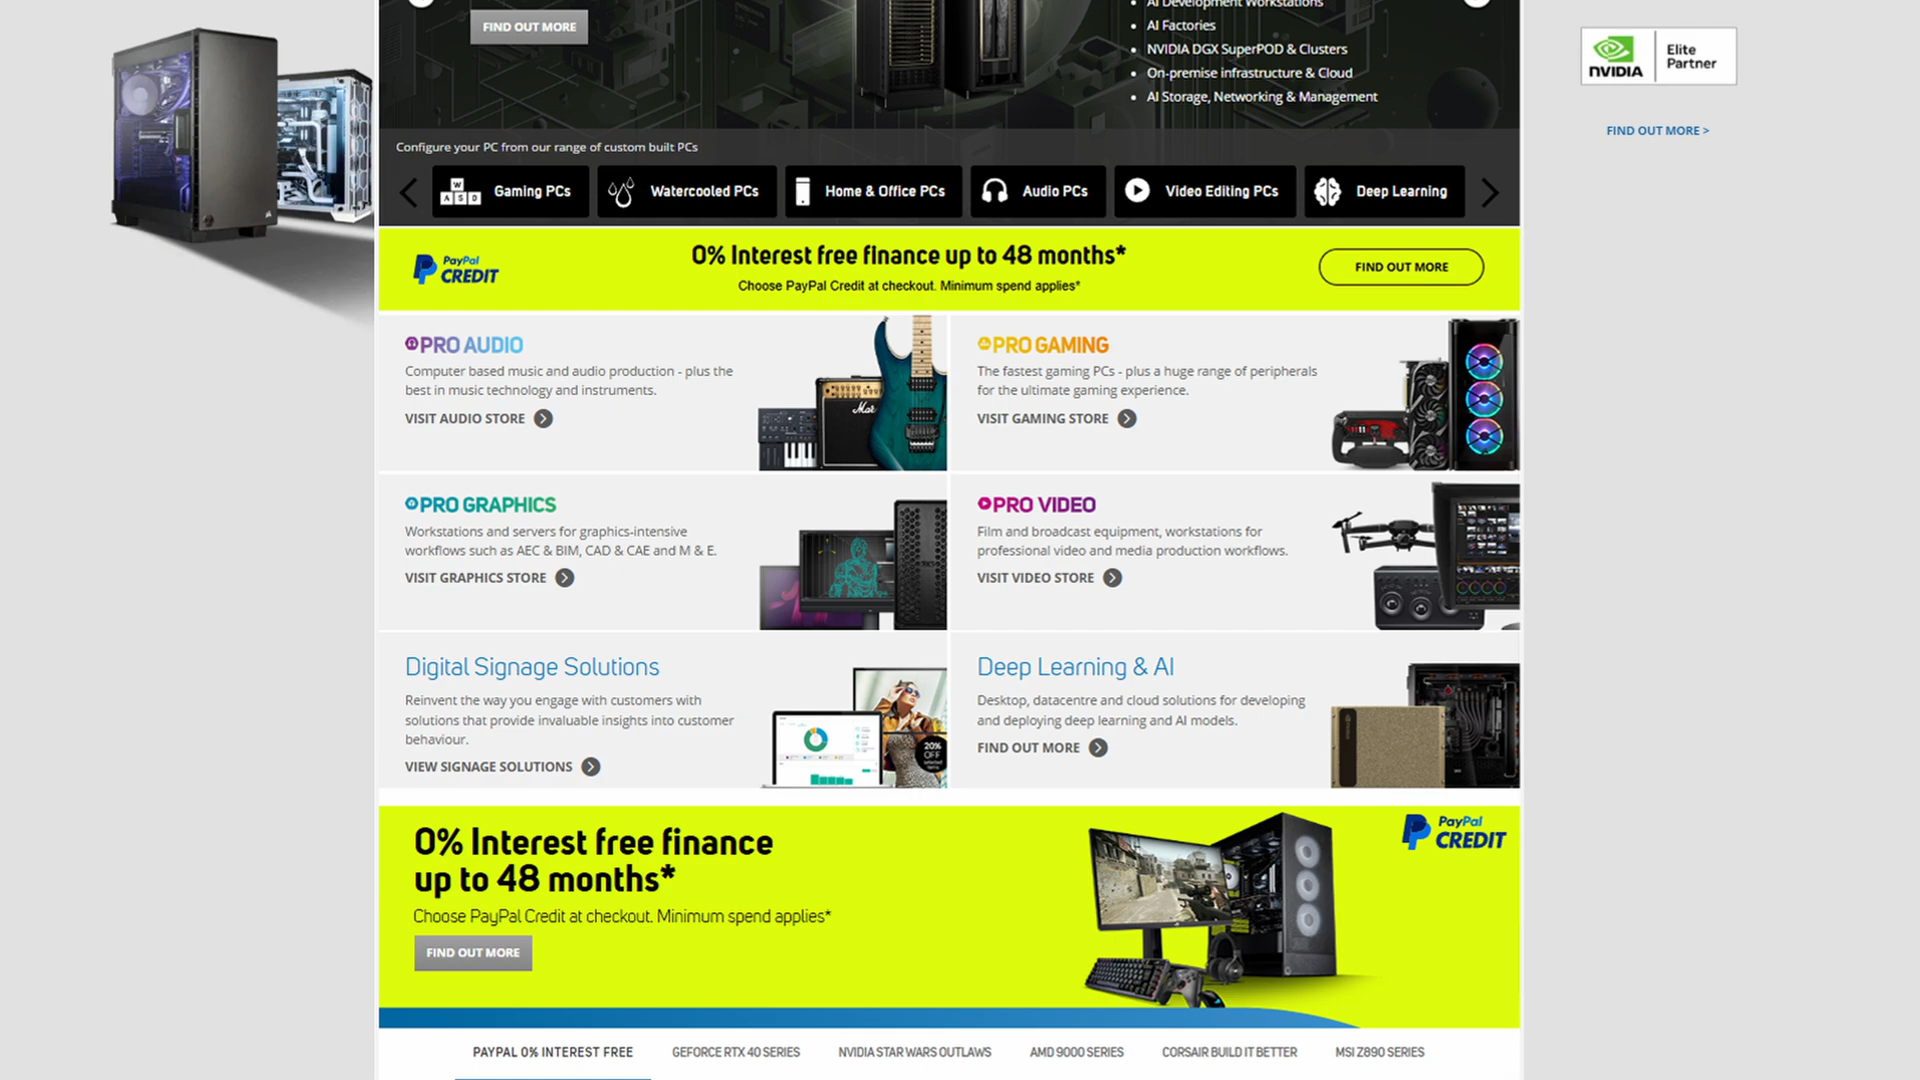 FIND OUT MORE
AI Development Workstations
AI Factories
NVIDIA DGX SuperPOD & Clusters
On-premise infrastructure & Cloud
AI Storage, Networking & Management
NVIDIA
Elite
Partner
FIND OUT MORE >
Configure your PC from our range of custom built PCs
W
A S D
Gaming PCs
Watercooled PCs
Home & Office PCs
Audio PCs
Video Editing PCs
Deep Learning
PayPal
CREDIT
0% Interest free finance up to 48 months*
Choose PayPal Credit at checkout. Minimum spend applies*
FIND OUT MORE
PRO AUDIO
Computer based music and audio production - plus the
best in music technology and instruments.
VISIT AUDIO STORE
PRO GAMING
The fastest gaming PCs - plus a huge range of peripherals
for the ultimate gaming experience.
VISIT GAMING STORE
PRO GRAPHICS
Workstations and servers for graphics-intensive
workflows such as AEC & BIM, CAD & CAE and M & E.
VISIT GRAPHICS STORE
PRO VIDEO
Film and broadcast equipment, workstations for
professional video and media production workflows.
VISIT VIDEO STORE
Digital Signage Solutions
Reinvent the way you engage with customers with
solutions that provide invaluable insights into customer
behaviour.
VIEW SIGNAGE SOLUTIONS
20%
OFF
selected
items
Deep Learning & AI
Desktop, datacentre and cloud solutions for developing
and deploying deep learning and AI models.
FIND OUT MORE
0% Interest free finance
up to 48 months*
Choose PayPal Credit at checkout. Minimum spend applies*
FIND OUT MORE
PayPal
CREDIT
PAYPAL 0% INTEREST FREE
GEFORCE RTX 40 SERIES
NVIDIA STAR WARS OUTLAWS
AMD 9000 SERIES
CORSAIR BUILD IT BETTER
MSI Z890 SERIES